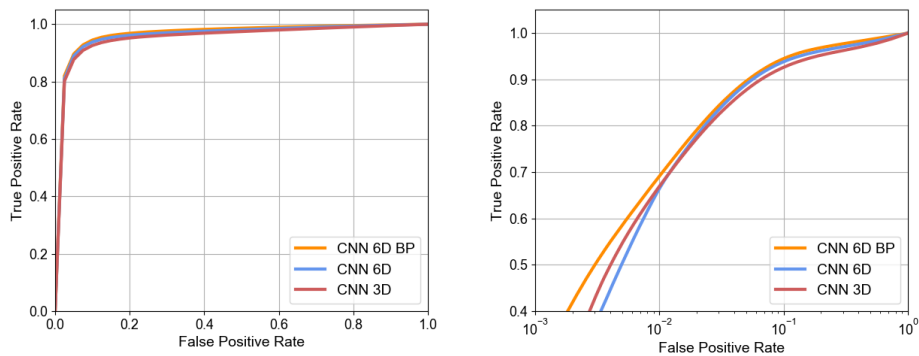 1.0
0.8
0.6
0.4
0.2
0.0
True Positive Rate
0.0 0.2 0.4 0.6 0.8 1.0
False Positive Rate
CNN 6D BP
CNN 6D
CNN 3D
1.0
0.9
0.8
0.7
0.6
0.5
0.4
True Positive Rate
10⁻³ 10⁻² 10⁻¹ 10⁰
False Positive Rate
CNN 6D BP
CNN 6D
CNN 3D